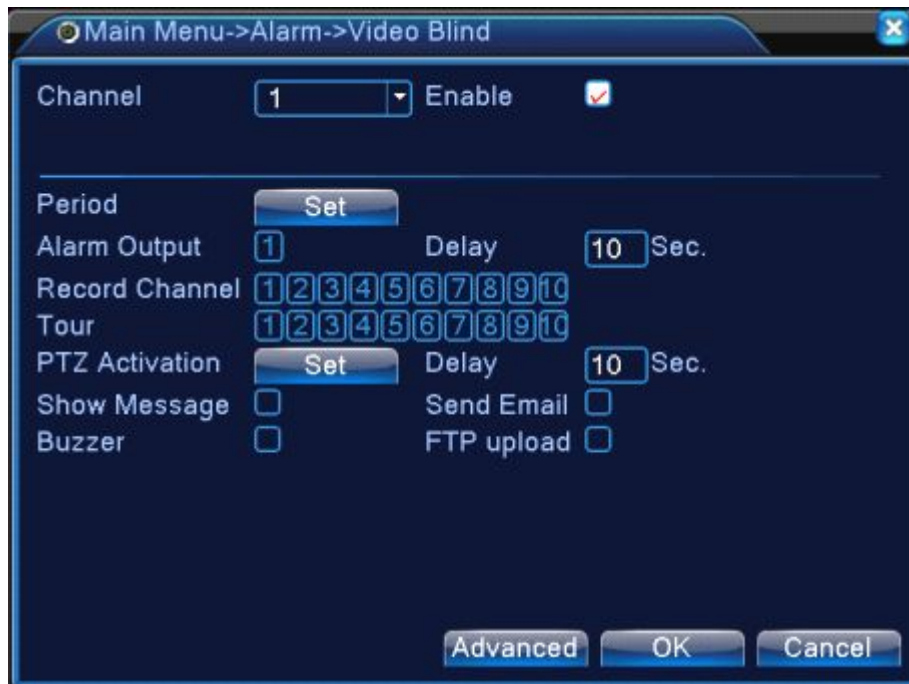 Main Menu->Alarm->Video Blind
Channel 1 Enable
Period Set
Alarm Output 1 Delay 10 Sec.
Record Channel 1 2 3 4 5 6 7 8 9 10
Tour 1 2 3 4 5 6 7 8 9 10
PTZ Activation Set Delay 10 Sec.
Show Message Send Email
Buzzer FTP upload
Advanced OK Cancel